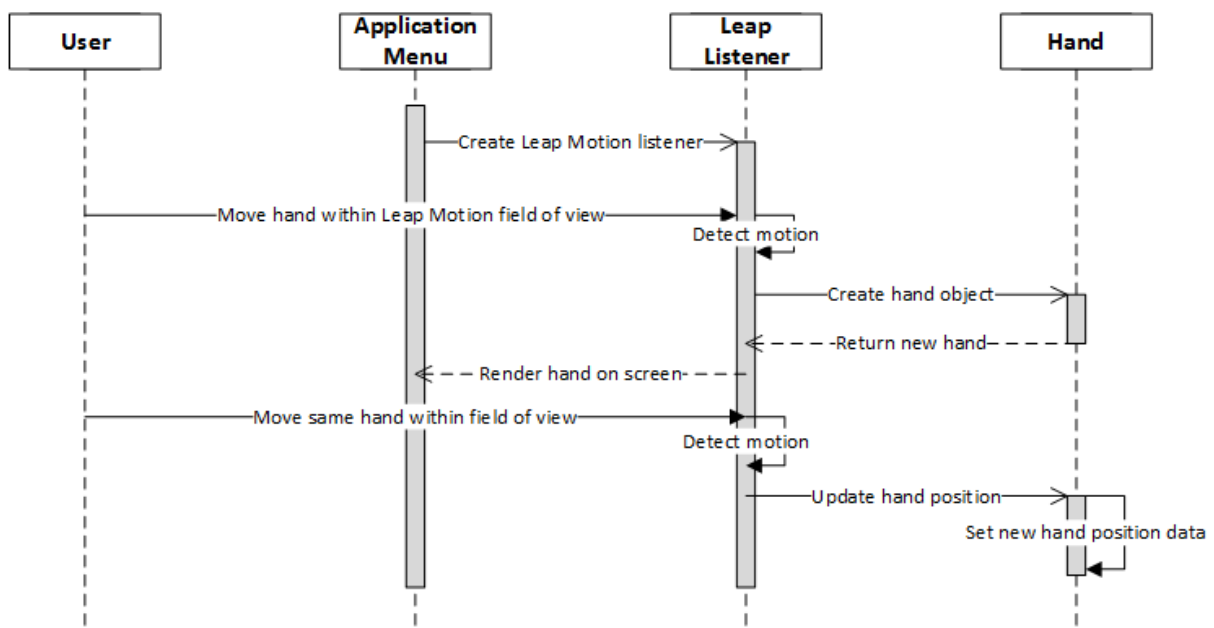 User
Application
Menu
Leap
Listener
Hand
Create Leap Motion listener
Move hand within Leap Motion field of view
Detect motion
Create hand object
Return new hand
Render hand on screen
Move same hand within field of view
Detect motion
Update hand position
Set new hand position data